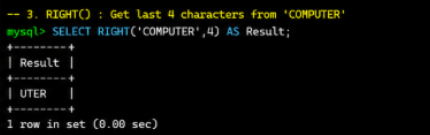 -- 3. RIGHT() : Get last 4 characters from 'COMPUTER'
mysql> SELECT RIGHT('COMPUTER',4) AS Result;
+--------+
| Result |
+--------+
| UTER   |
+--------+
1 row in set (0.00 sec)